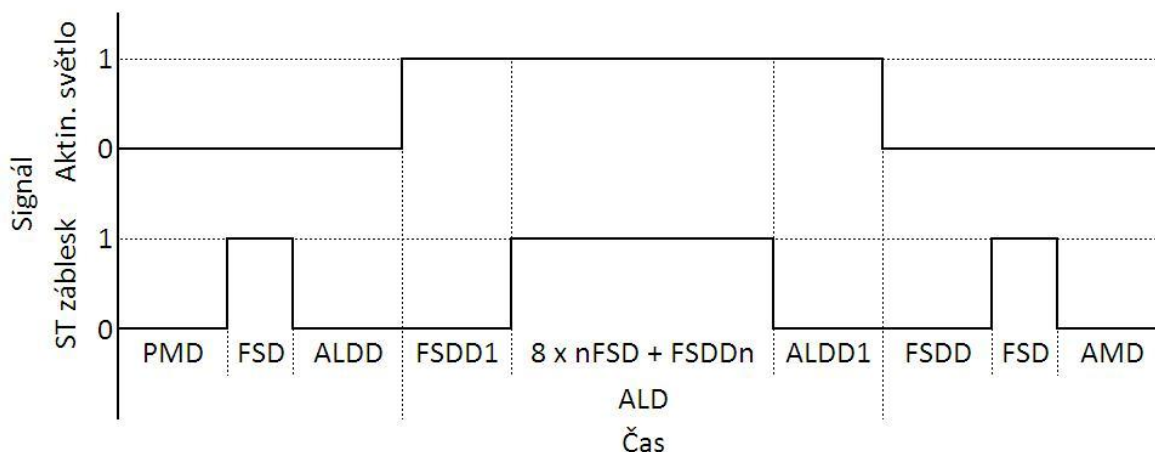 Signál
Aktin. světlo
1
0
ST záblesk
1
0
PMD FSD ALDD FSDD1 8 x nFSD + FSDDn ALDD1 FSDD FSD AMD
ALD
Čas